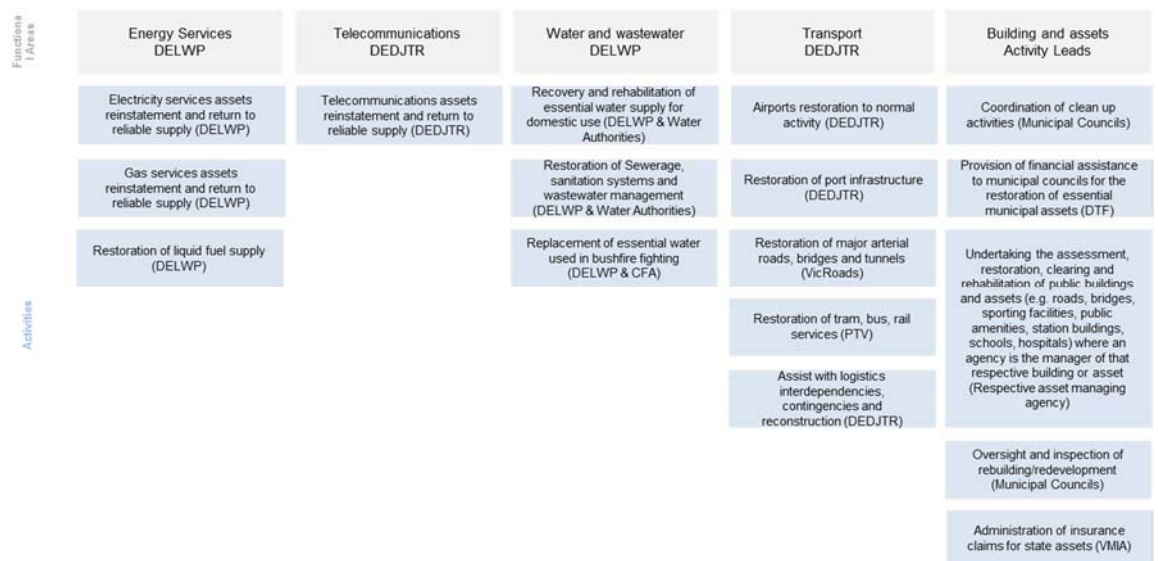 Functiona
l Areas
Energy Services
DELWP
Telecommunications
DEDJTR
Water and wastewater
DELWP
Transport
DEDJTR
Building and assets
Activity Leads
Activities
Electricity services assets
reinstatement and return to
reliable supply (DELWP)
Gas services assets
reinstatement and return to
reliable supply (DELWP)
Restoration of liquid fuel supply
(DELWP)
Telecommunications assets
reinstatement and return to
reliable supply (DEDJTR)
Recovery and rehabilitation of
essential water supply for
domestic use (DELWP & Water
Authorities)
Restoration of Sewerage,
sanitation systems and
wastewater management
(DELWP & Water Authorities)
Replacement of essential water
used in bushfire fighting
(DELWP & CFA)
Airports restoration to normal
activity (DEDJTR)
Restoration of port infrastructure
(DEDJTR)
Restoration of major arterial
roads, bridges and tunnels
(VicRoads)
Restoration of tram, bus, rail
services (PTV)
Assist with logistics
interdependencies,
contingencies and
reconstruction (DEDJTR)
Coordination of clean up
activities (Municipal Councils)
Provision of financial assistance
to municipal councils for the
restoration of essential
municipal assets (DTF)
Undertaking the assessment,
restoration, clearing and
rehabilitation of public buildings
and assets (e.g. roads, bridges,
sporting facilities, public
amenities, station buildings,
schools, hospitals) where an
agency is the manager of that
respective building or asset
(Respective asset managing
agency)
Oversight and inspection of
rebuilding/redevelopment
(Municipal Councils)
Administration of insurance
claims for state assets (VMIA)